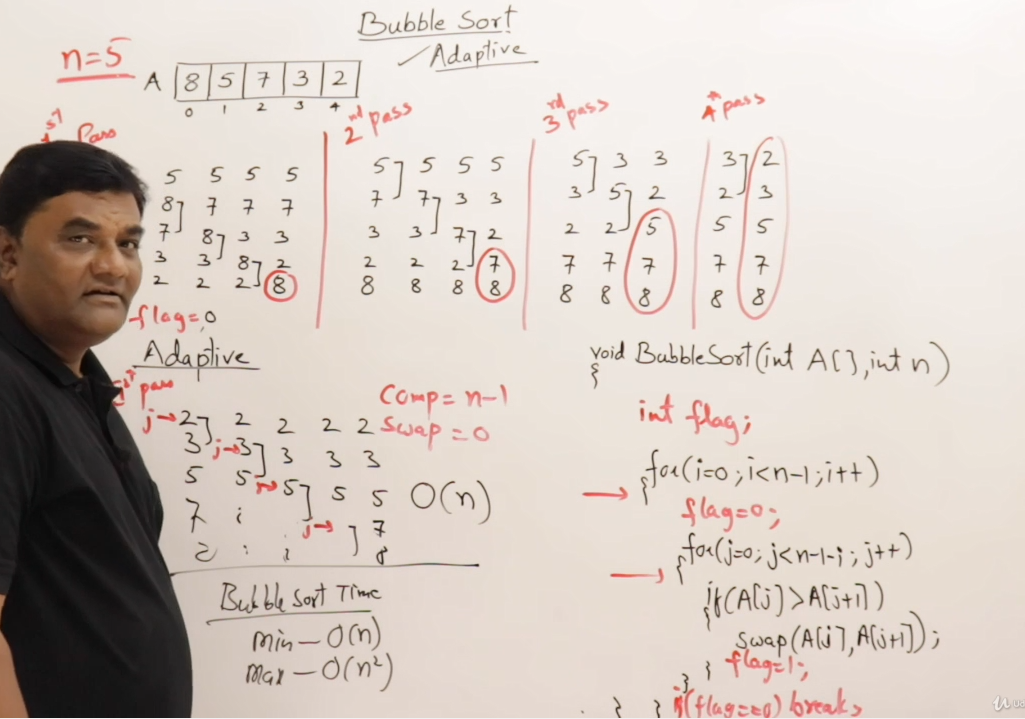 Bubble Sort
✓Adaptive
n=5
A 8 5 7 3 2
0 1 2 3 4
1st Pass
5 5 5 5
8 7 7 7
7 8 3 3
3 3 8 2
2 2 2 8
2nd pass
5 5 5 5
7 7 3 3
3 3 7 2
2 2 2 7
8 8 8 8
3rd pass
5 3 3
3 5 2
2 2 5
7 7 7
8 8 8
pass
3 2
2 3
5 5
7 7
8 8
flag=0
Adaptive
1st pass
j→2 2 2 2 2
3 j→3 3 3 3
5 5 j→5 5 5
7 j→ 7
8
Comp = n-1
Swap = 0
O(n)
Bubble Sort Time
Min — O(n)
Max — O(n²)
void BubbleSort(int A[], int n)
{
int flag;
for(i=0; i<n-1; i++)
{
flag=0;
for(j=0; j<n-1-i; j++)
{
if(A[j]>A[j+1])
{
swap(A[j], A[j+1]);
flag=1;
}
}
if(flag==0) break;
} }